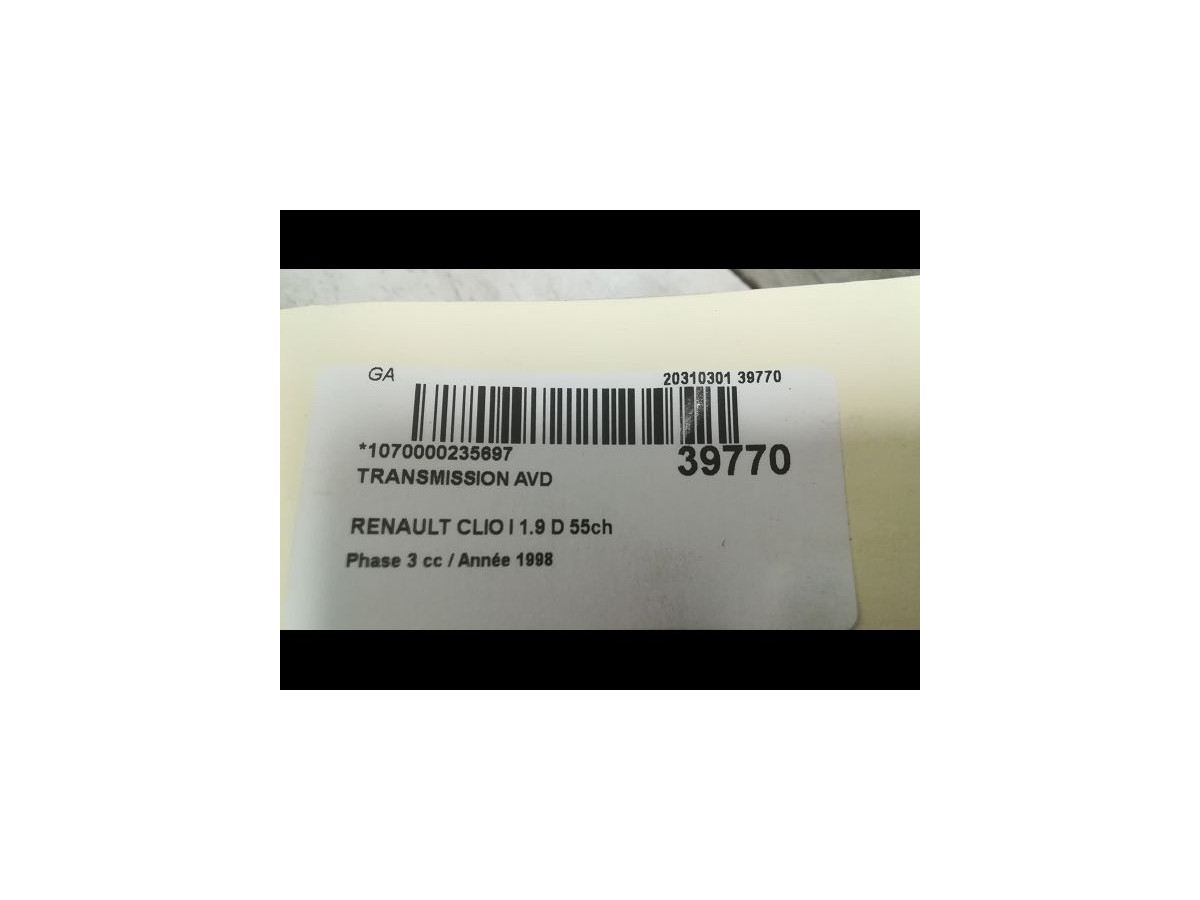 GA 20310301 39770
*1070000235697 39770
TRANSMISSION AVD
RENAULT CLIO I 1.9 D 55ch
Phase 3 cc / Année 1998